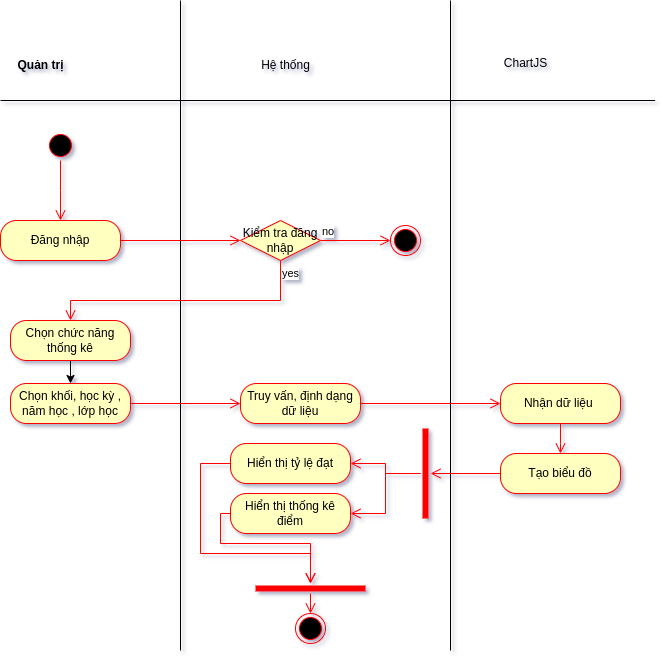 Quản trị
Hệ thống
ChartJS
Đăng nhập
Kiểm tra đăng
nhập
no
yes
Chọn chức năng
thống kê
Chọn khối, học kỳ ,
năm học , lớp học
Truy vấn, định dạng
dữ liệu
Nhận dữ liệu
Hiển thị tỷ lệ đạt
Tạo biểu đồ
Hiển thị thống kê
điểm